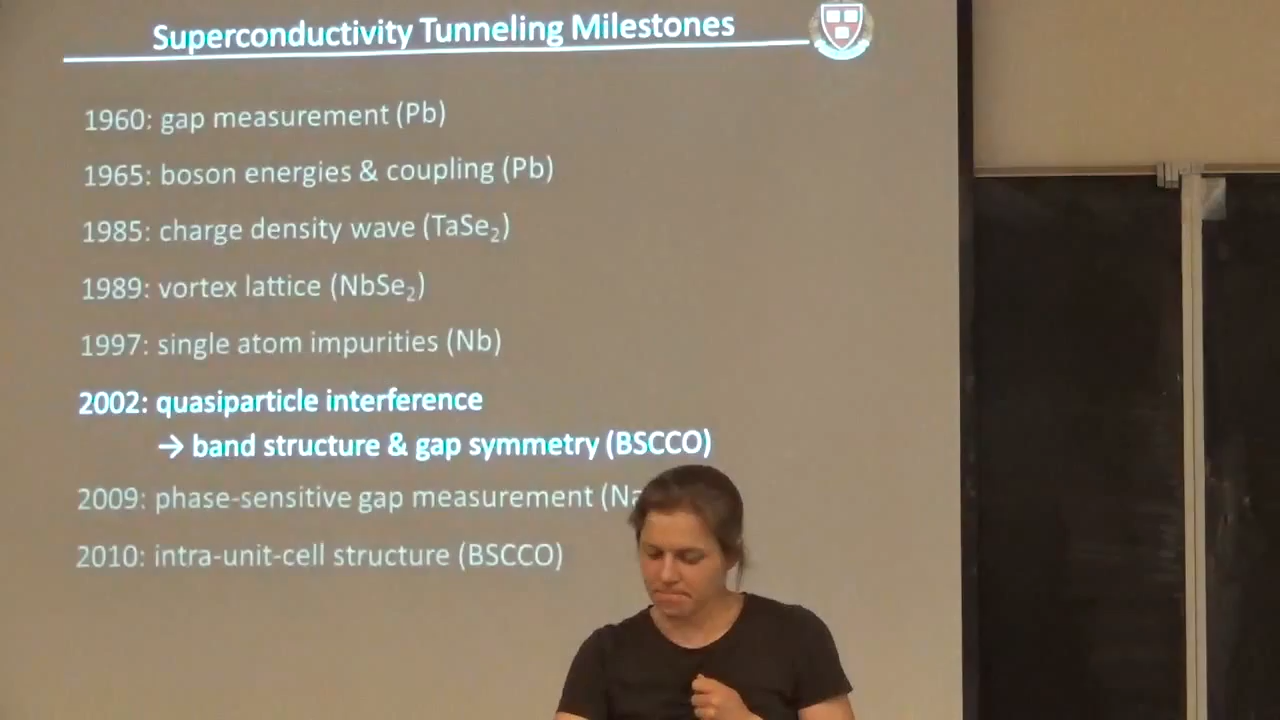 Superconductivity Tunneling Milestones
1960: gap measurement (Pb)
1965: boson energies & coupling (Pb)
1985: charge density wave (TaSe₂)
1989: vortex lattice (NbSe₂)
1997: single atom impurities (Nb)
2002: quasiparticle interference
→ band structure & gap symmetry (BSCCO)
2009: phase-sensitive gap measurement (Na
2010: intra-unit-cell structure (BSCCO)